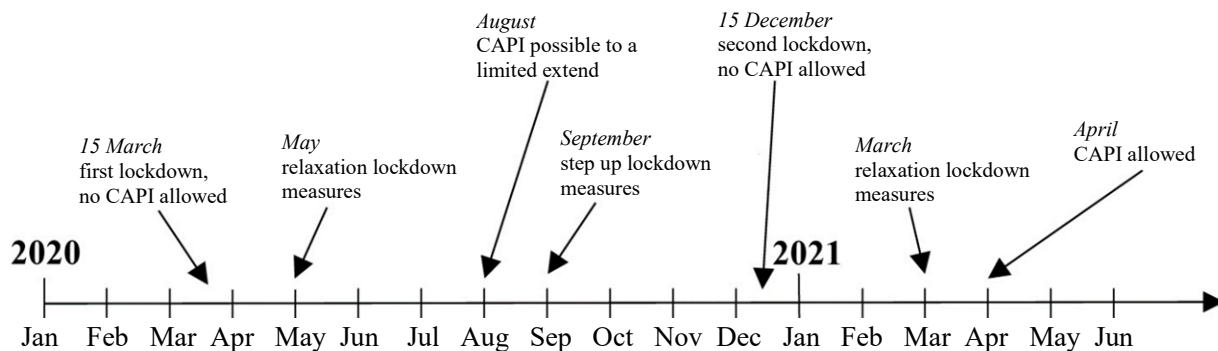 August
CAPI possible to a
limited extend
15 December
second lockdown,
no CAPI allowed
15 March
first lockdown,
no CAPI allowed
May
relaxation lockdown
measures
September
step up lockdown
measures
March
relaxation lockdown
measures
April
CAPI allowed
2020
2021
Jan Feb Mar Apr May Jun Jul Aug Sep Oct Nov Dec Jan Feb Mar Apr May Jun